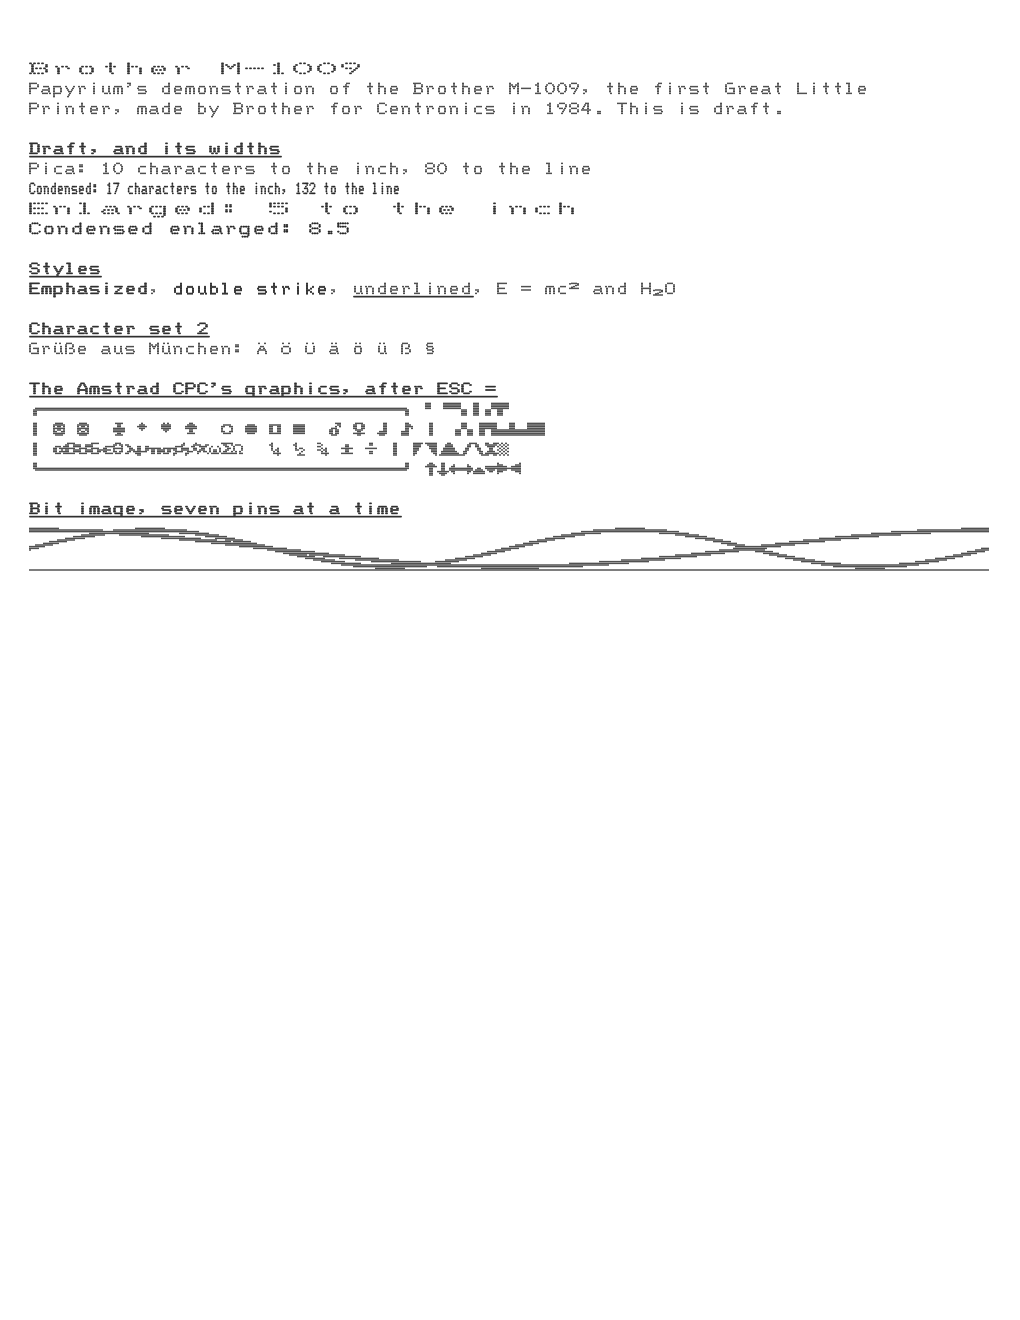 Brother M-1009
Papyrium's demonstration of the Brother M-1009, the first Great Little
Printer, made by Brother for Centronics in 1984. This is draft.
Draft, and its widths
Pica: 10 characters to the inch, 80 to the line
Condensed: 17 characters to the inch, 132 to the line
Enlarged: 5 to the inch
Condensed enlarged: 8.5
Styles
Emphasized, double strike, underlined, E = mc² and H₂O
Character set 2
Grüße aus München: Ä Ö Ü ä ö ü ß §
The Amstrad CPC's graphics, after ESC =
¼ ½ ¾ ± ÷
Bit image, seven pins at a time